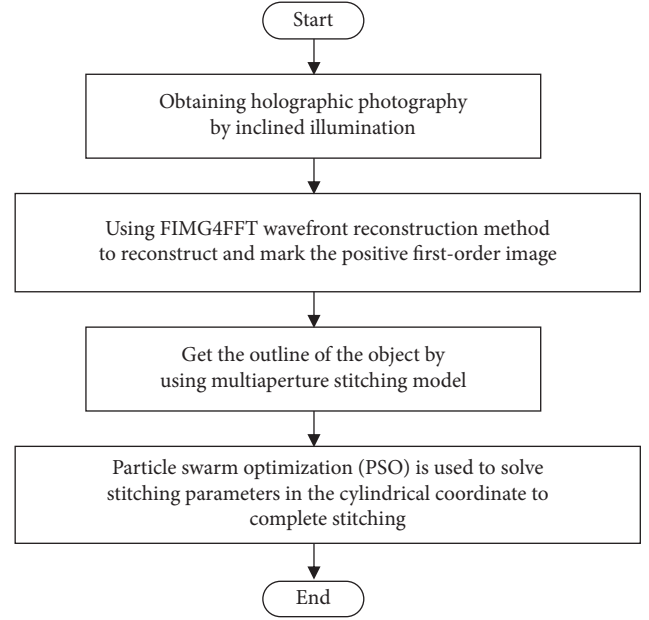 Start
Obtaining holographic photography
by inclined illumination
Using FIMG4FFT wavefront reconstruction method
to reconstruct and mark the positive first-order image
Get the outline of the object by
using multiaperture stitching model
Particle swarm optimization (PSO) is used to solve
stitching parameters in the cylindrical coordinate to
complete stitching
End